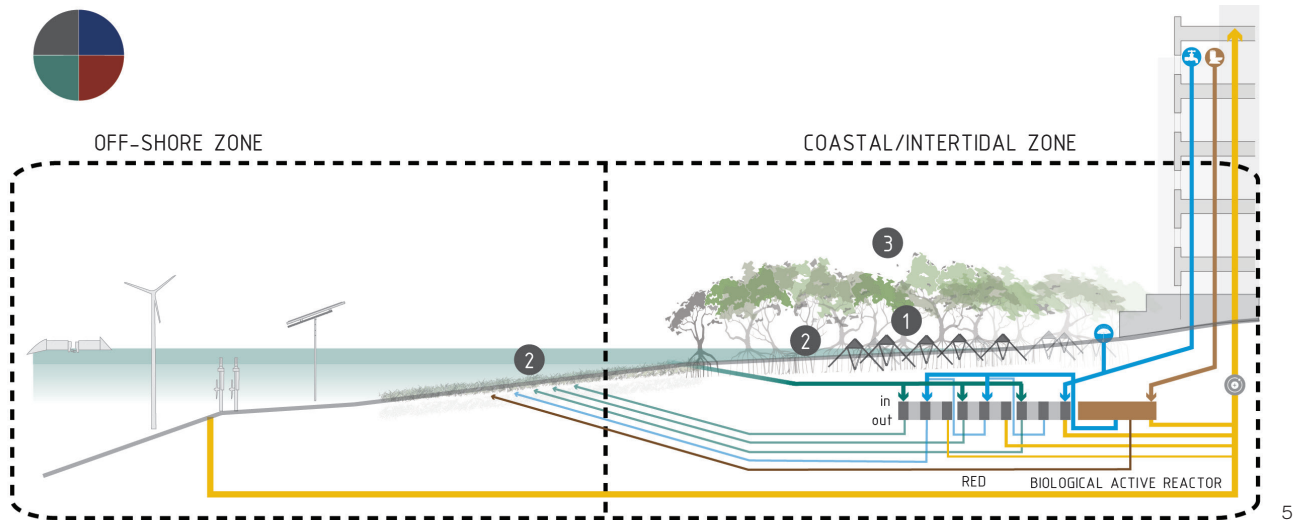 OFF-SHORE ZONE
COASTAL/INTERTIDAL ZONE
3
1
2
2
in
out
RED
BIOLOGICAL ACTIVE REACTOR
5